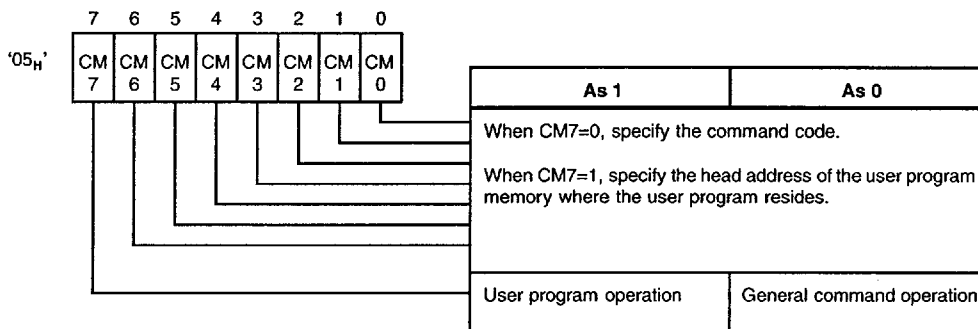 7 6 5 4 3 2 1 0
'05H' CM CM CM CM CM CM CM CM
7 6 5 4 3 2 1 0
As 1 As 0
When CM7=0, specify the command code.
When CM7=1, specify the head address of the user program
memory where the user program resides.
User program operation General command operation